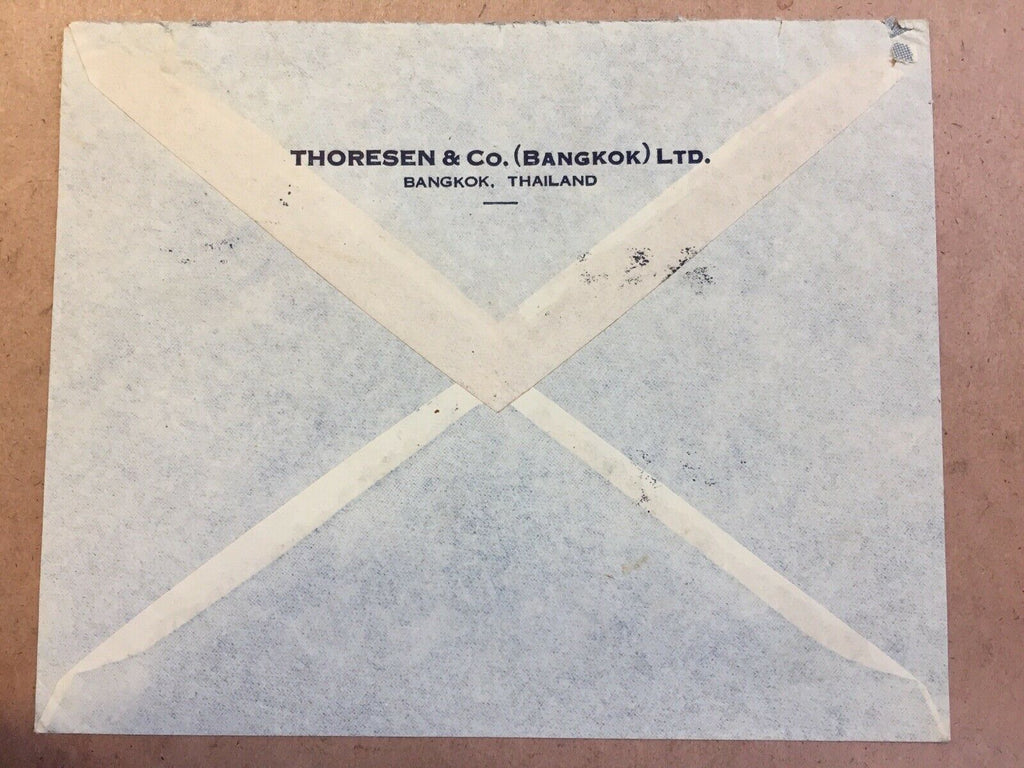 THORESEN & CO. (BANGKOK) LTD.
BANGKOK, THAILAND